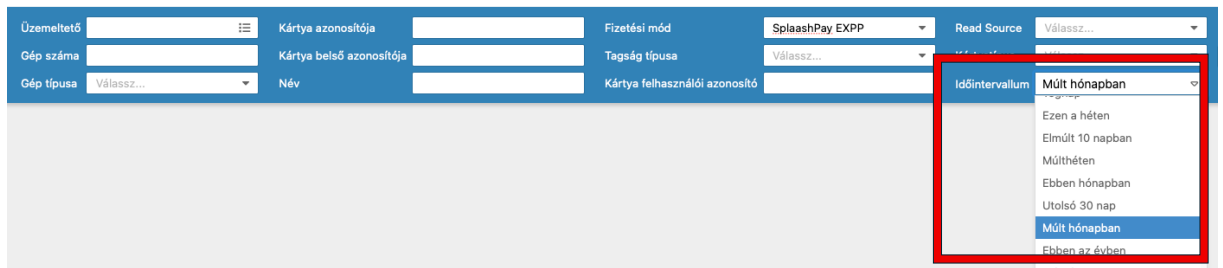 Üzemeltető Kártya azonosítója Fizetési mód SplaashPay EXPP Read Source Válassz...
Gép száma Kártya belső azonosítója Tagság típusa Válassz...
Gép típusa Válassz... Név Kártya felhasználói azonosító Időintervallum Múlt hónapban
Ezen a héten
Elmúlt 10 napban
Múlthéten
Ebben hónapban
Utolsó 30 nap
Múlt hónapban
Ebben az évben